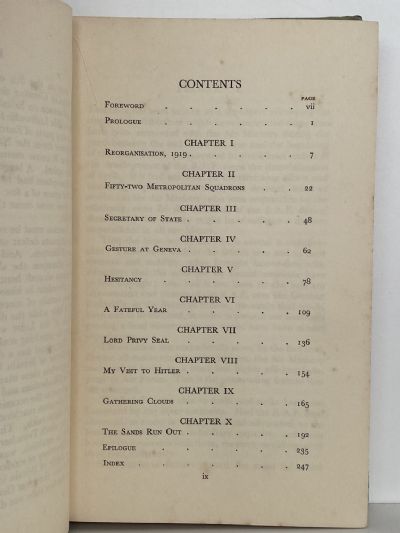 CONTENTS
PAGE
FOREWORD . . . . . . vii
PROLOGUE . . . . . . 1
CHAPTER I
REORGANISATION, 1919 . . . . . 7
CHAPTER II
FIFTY-TWO METROPOLITAN SQUADRONS . . 22
CHAPTER III
SECRETARY OF STATE . . . . . 48
CHAPTER IV
GESTURE AT GENEVA . . . . . 62
CHAPTER V
HESITANCY . . . . . . 78
CHAPTER VI
A FATEFUL YEAR . . . . . 109
CHAPTER VII
LORD PRIVY SEAL . . . . . 136
CHAPTER VIII
MY VISIT TO HITLER . . . . . 154
CHAPTER IX
GATHERING CLOUDS . . . . . 165
CHAPTER X
THE SANDS RUN OUT . . . . . 192
EPILOGUE . . . . . . 235
INDEX . . . . . . 247
ix